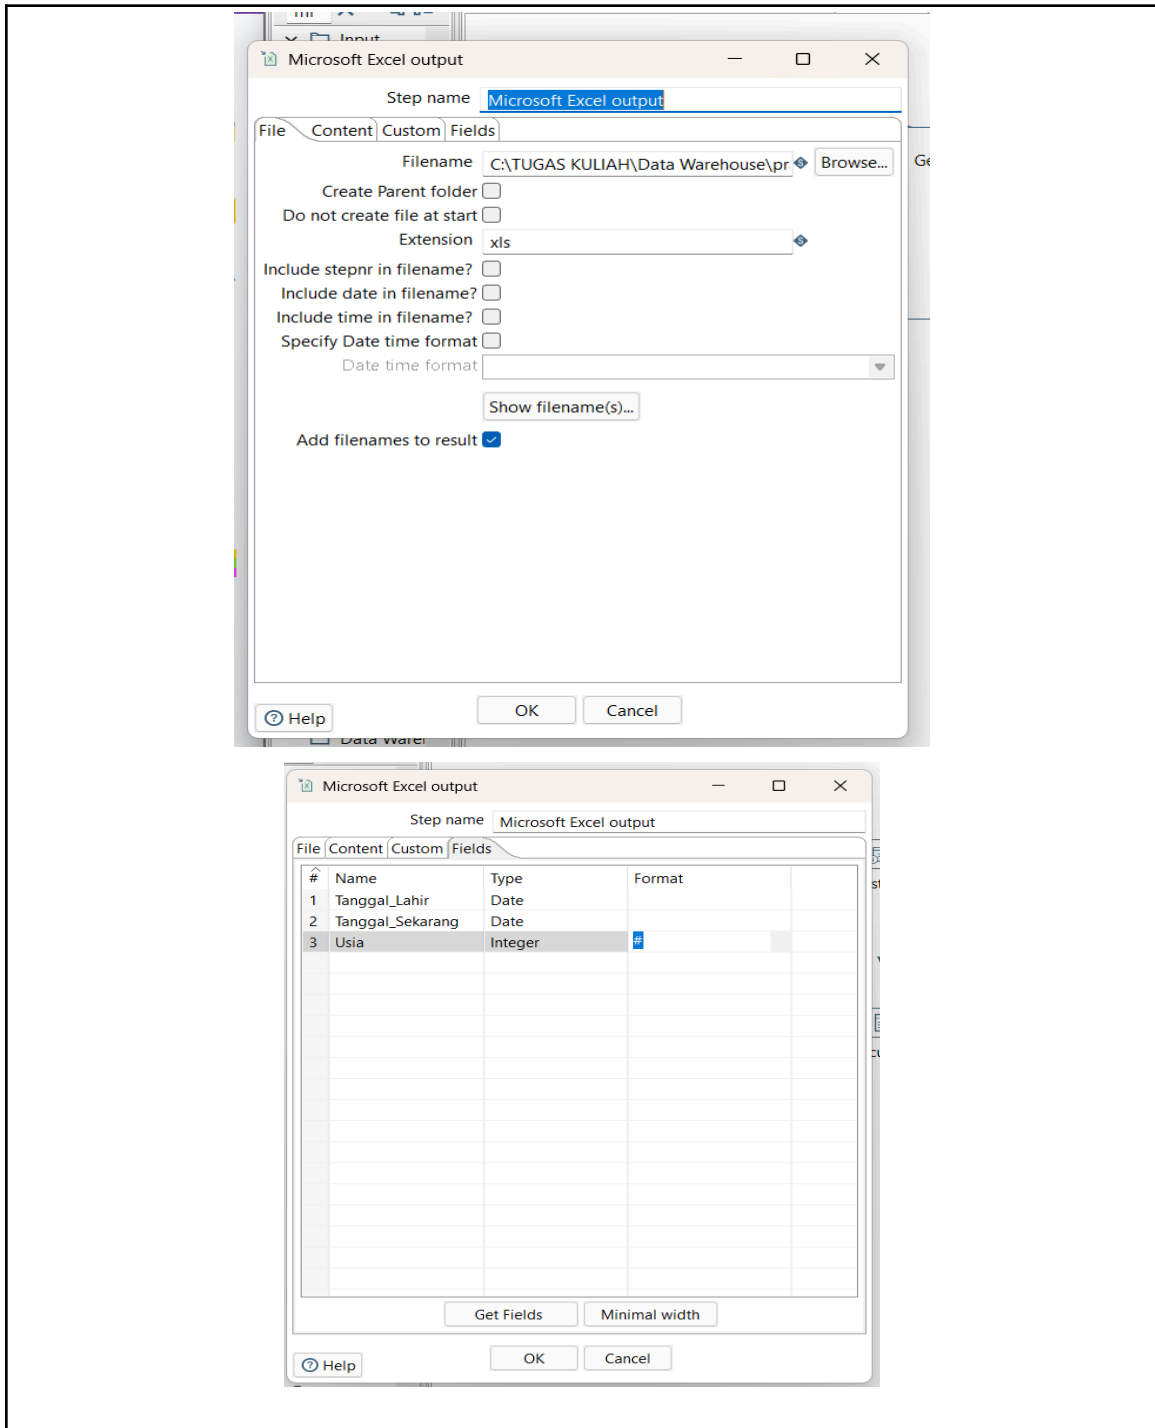 Input
Microsoft Excel output
Step name Microsoft Excel output
File Content Custom Fields
Filename C:\TUGAS KULIAH\Data Warehouse\pr Browse...
Create Parent folder
Do not create file at start
Extension xls
Include stepnr in filename?
Include date in filename?
Include time in filename?
Specify Date time format
Date time format
Show filename(s)...
Add filenames to result
OK Cancel
Help
Microsoft Excel output
Step name Microsoft Excel output
File Content Custom Fields
# Name Type Format
1 Tanggal_Lahir Date
2 Tanggal_Sekarang Date
3 Usia Integer #
Get Fields Minimal width
OK Cancel
Help